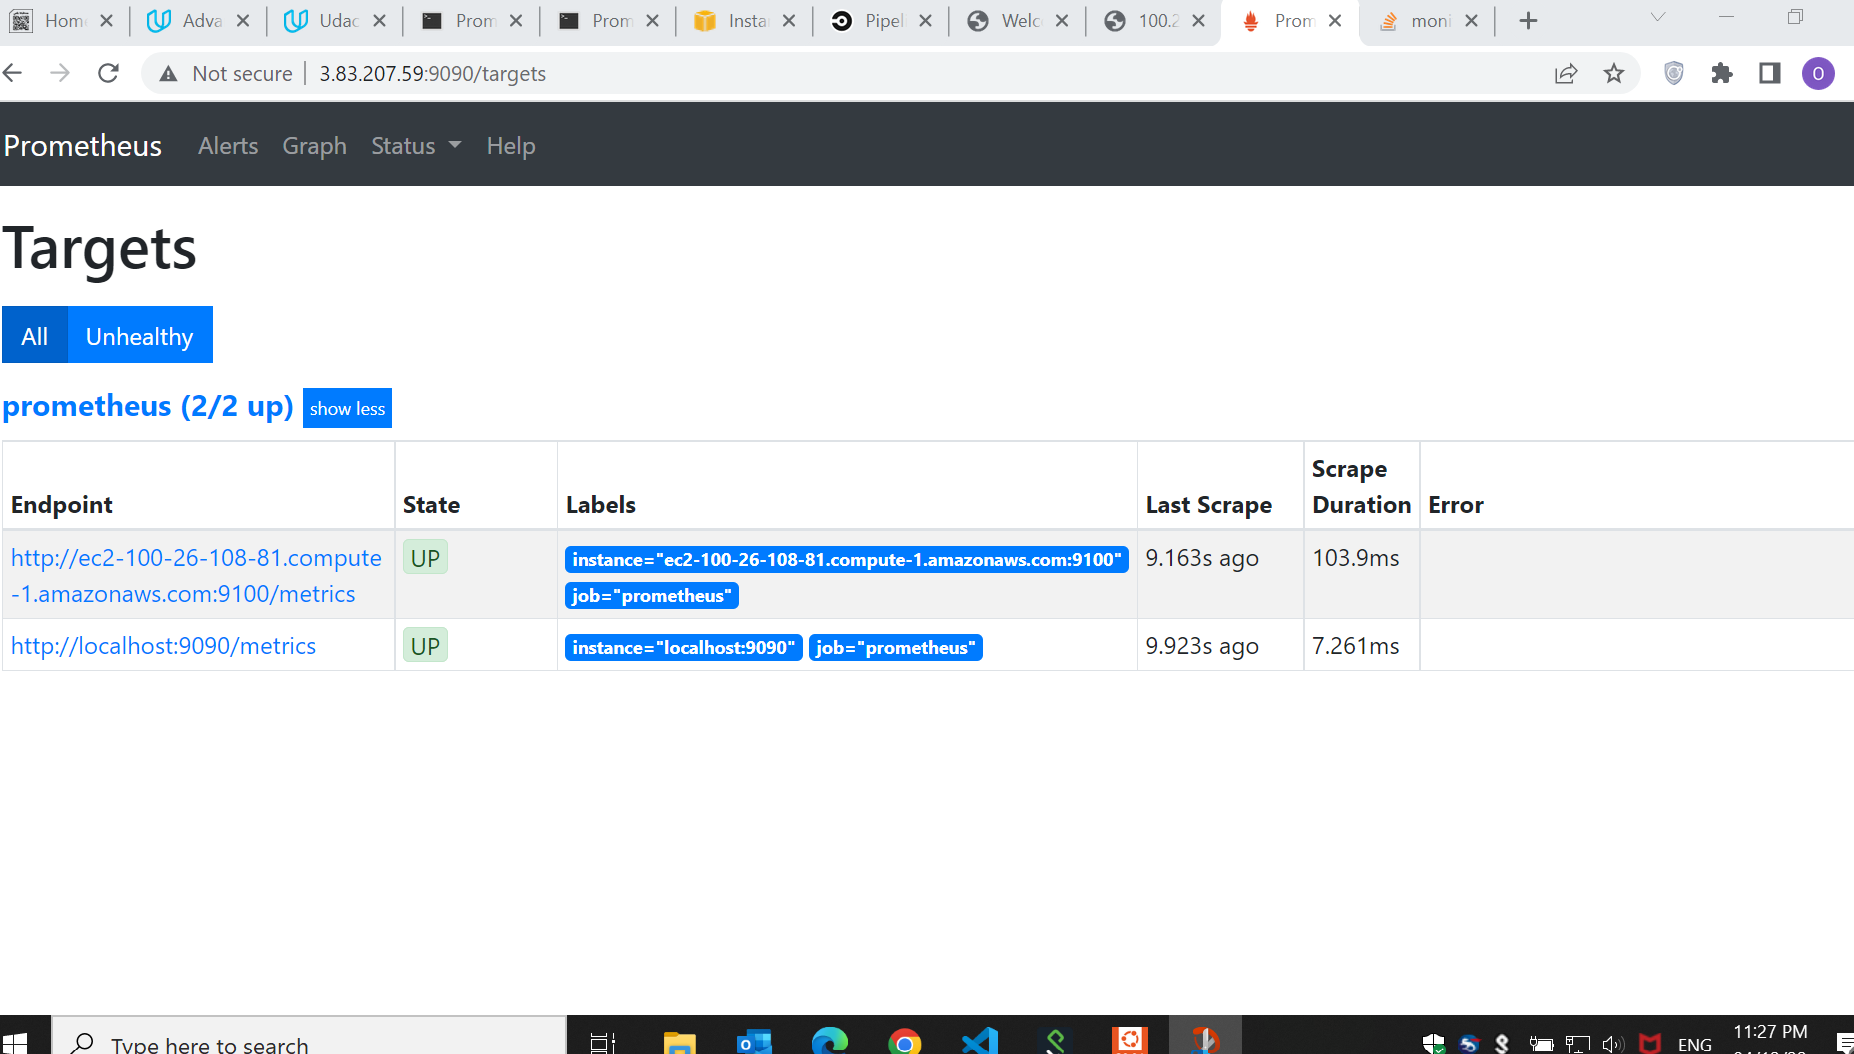 Home
Adva
Udac
Prom
Prom
Insta
Pipel
Welc
100.2
Prom
moni
Not secure
3.83.207.59:9090/targets
O
Prometheus Alerts Graph Status Help
Targets
All Unhealthy
prometheus (2/2 up) show less
Endpoint State Labels Last Scrape Scrape Duration Error
http://ec2-100-26-108-81.compute
-1.amazonaws.com:9100/metrics
UP
instance="ec2-100-26-108-81.compute-1.amazonaws.com:9100"
job="prometheus"
9.163s ago
103.9ms
http://localhost:9090/metrics UP instance="localhost:9090" job="prometheus" 9.923s ago 7.261ms
Type here to search
ENG
11:27 PM